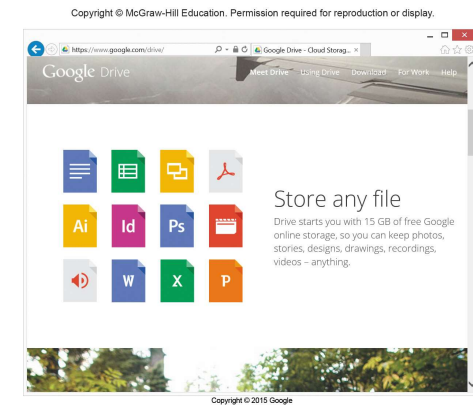 Copyright © McGraw-Hill Education. Permission required for reproduction or display.
https://www.google.com/drive/
Google Drive - Cloud Storag...
Google Drive
Meet Drive Using Drive Download For Work Help
Store any file
Drive starts you with 15 GB of free Google
online storage, so you can keep photos,
stories, designs, drawings, recordings,
videos – anything.
Ai Id Ps
W X P
Copyright © 2015 Google